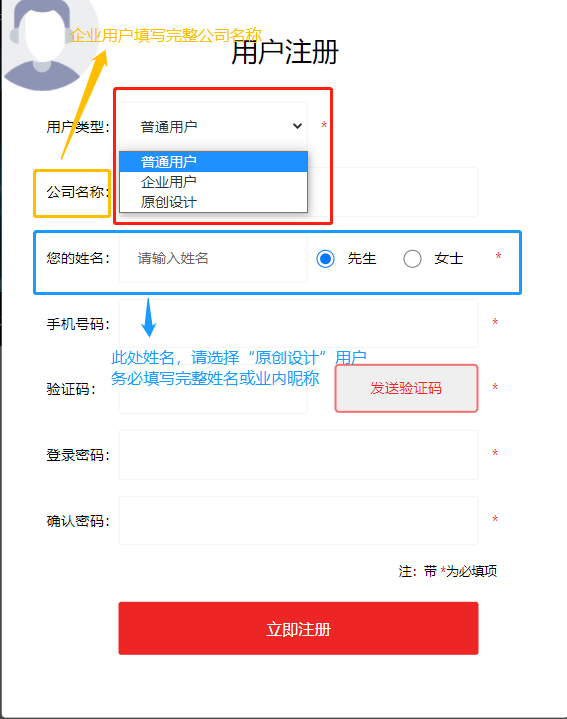 企业用户填写完整公司名称
用户注册
用户类型： 普通用户 *
普通用户
企业用户
原创设计
公司名称：
您的姓名： 请输入姓名 先生 女士 *
手机号码： *
此处姓名，请选择“原创设计”用户
务必填写完整姓名或业内昵称
验证码： 发送验证码 *
登录密码： *
确认密码： *
注：带 *为必填项
立即注册